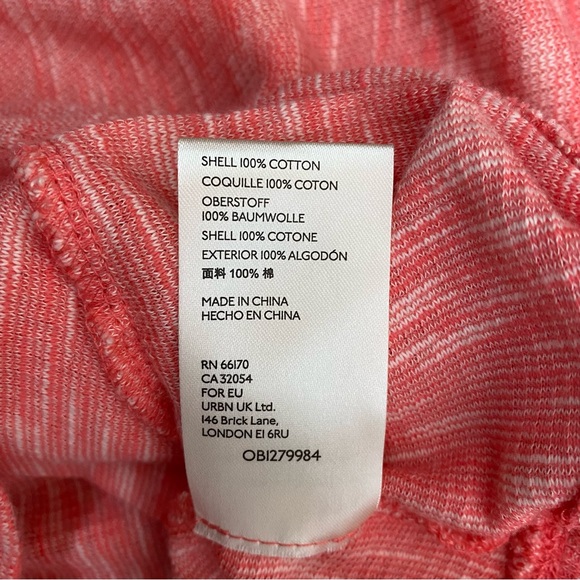 SHELL 100% COTTON
COQUILLE 100% COTON
OBERSTOFF
100% BAUMWOLLE
SHELL 100% COTONE
EXTERIOR 100% ALGODÓN
面料 100% 棉
MADE IN CHINA
HECHO EN CHINA
RN 66170
CA 32054
FOR EU
URBN UK Ltd.
146 Brick Lane,
LONDON E1 6RU
OB1279984